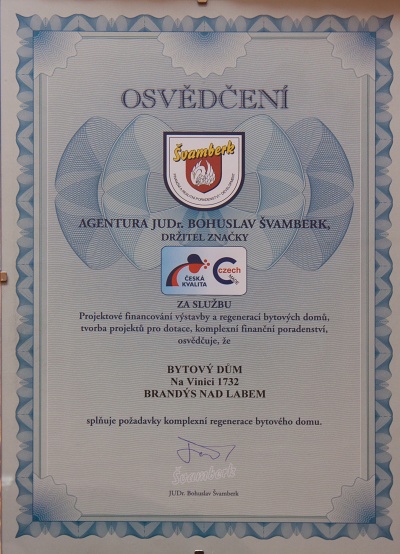 OSVĚDČENÍ
Švamberk
AGENTURA JUDr. BOHUSLAV ŠVAMBERK,
DRŽITEL ZNAČKY
ČESKÁ
KVALITA
czech
MADE
ZA SLUŽBU
Projektové financování výstavby a regenerací bytových domů,
tvorba projektů pro dotace, komplexní finanční poradenství,
osvědčuje, že
BYTOVÝ DŮM
Na Vinici 1732
BRANDÝS NAD LABEM
splňuje požadavky komplexní regenerace bytového domu.
Švamberk
JUDr. Bohuslav Švamberk